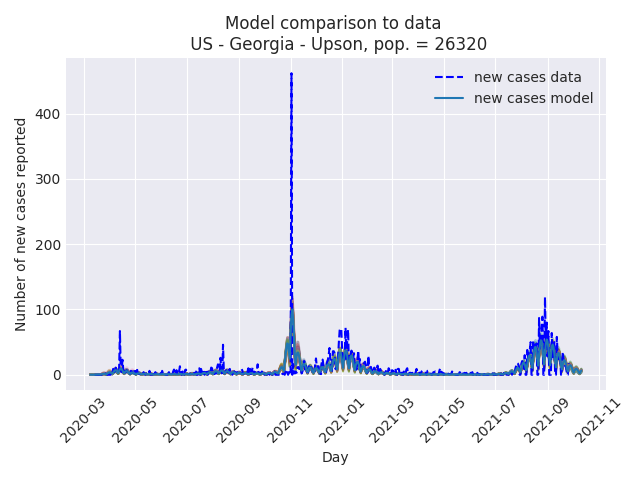 Model comparison to data
US - Georgia - Upson, pop. = 26320
new cases data
new cases model
Number of new cases reported
400
300
200
100
0
2020-03
2020-05
2020-07
2020-09
2020-11
2021-01
2021-03
2021-05
2021-07
2021-09
2021-11
Day